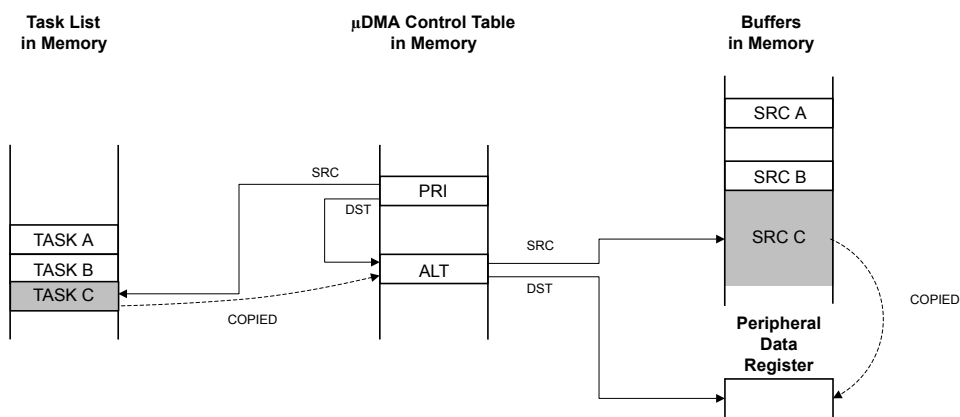 Task List
in Memory
µDMA Control Table
in Memory
Buffers
in Memory
SRC A
SRC B
SRC C
SRC
PRI
DST
TASK A
TASK B
TASK C
ALT
SRC
DST
COPIED
COPIED
Peripheral
Data
Register